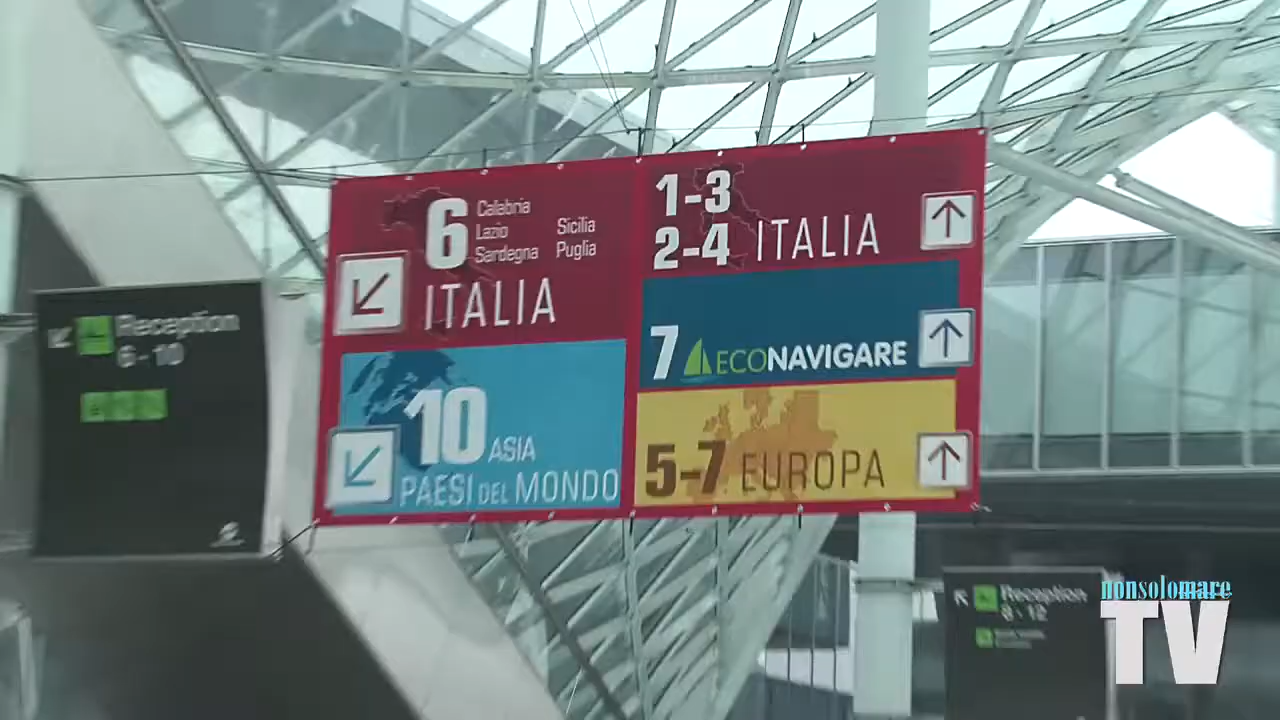 6
Calabria
Lazio
Sardegna
Sicilia
Puglia
ITALIA
10 ASIA
PAESI DEL MONDO
1-3
2-4 ITALIA
7 ECONAVIGARE
5-7 EUROPA
Reception
6 - 10
Reception
8 - 12
nonsolomare
TV